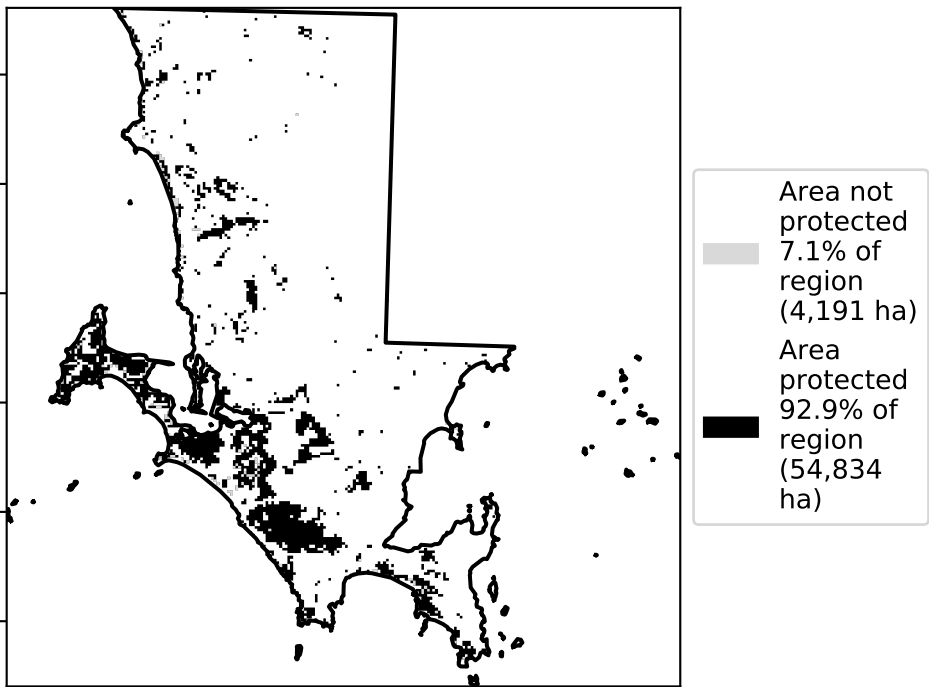 Area not
protected
7.1% of
region
(4,191 ha)
Area
protected
92.9% of
region
(54,834
ha)